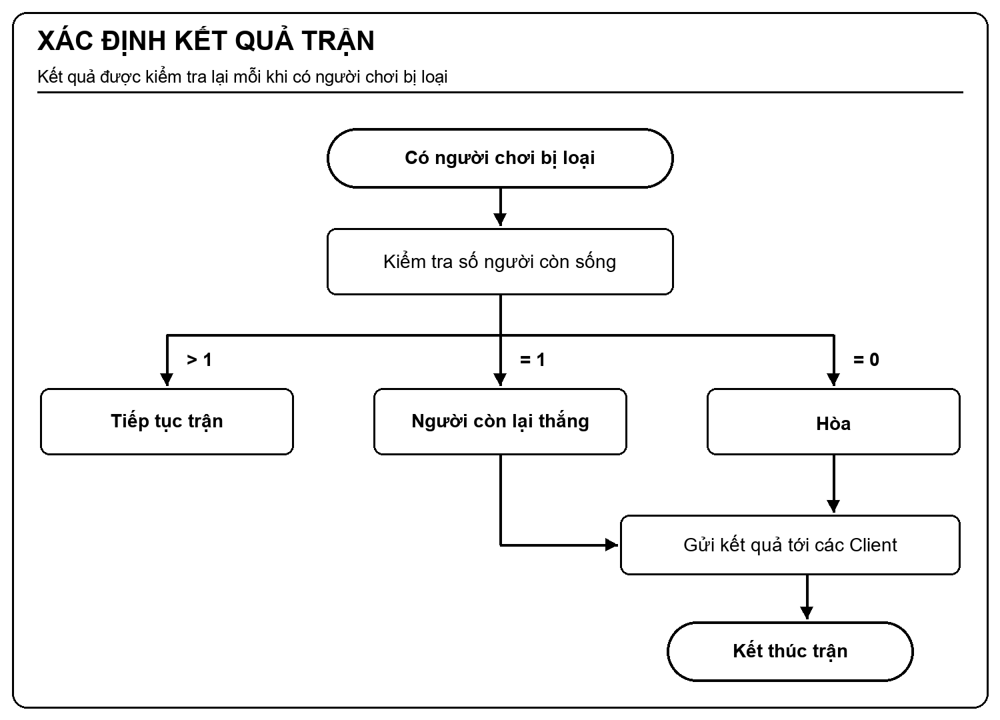 XÁC ĐỊNH KẾT QUẢ TRẬN
Kết quả được kiểm tra lại mỗi khi có người chơi bị loại
Có người chơi bị loại
Kiểm tra số người còn sống
> 1
= 1
= 0
Tiếp tục trận
Người còn lại thắng
Hòa
Gửi kết quả tới các Client
Kết thúc trận